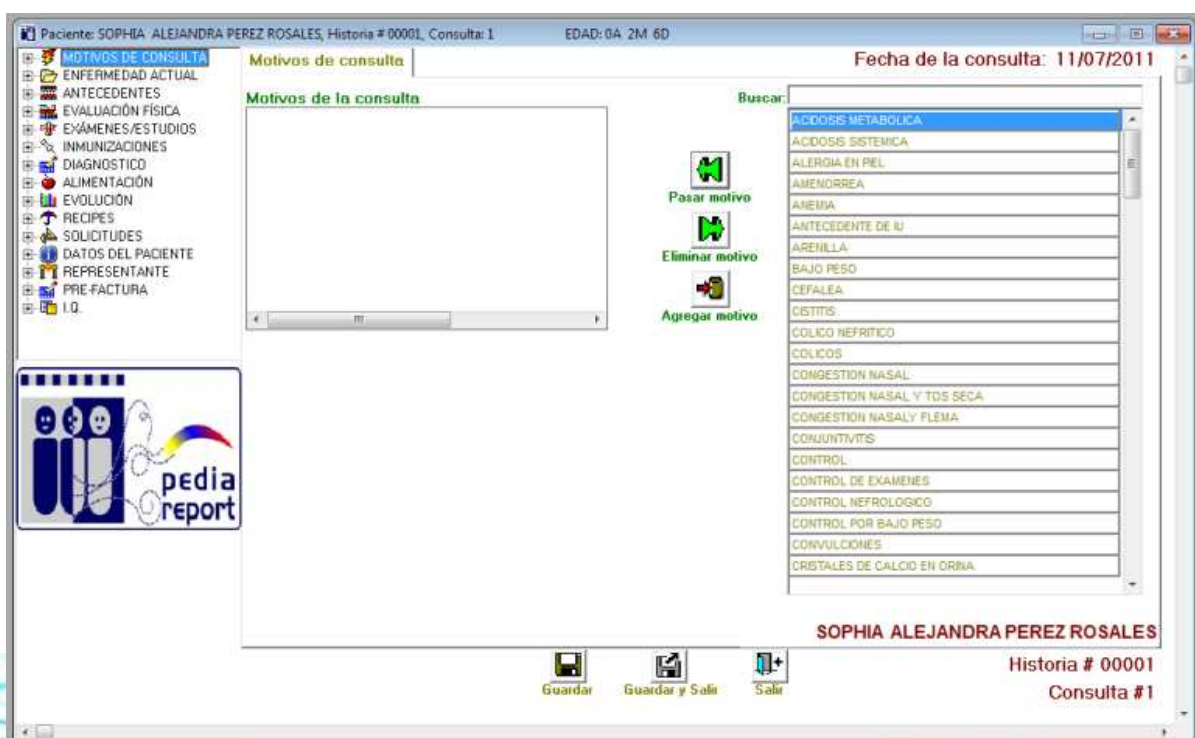 Paciente: SOPHIA ALEJANDRA PEREZ ROSALES, Historia # 00001, Consulta: 1 EDAD: 0A 2M 6D
MOTIVOS DE CONSULTA
ENFERMEDAD ACTUAL
ANTECEDENTES
EVALUACIÓN FÍSICA
EXÁMENES/ESTUDIOS
INMUNIZACIONES
DIAGNOSTICO
ALIMENTACIÓN
EVOLUCIÓN
RECIPES
SOLICITUDES
DATOS DEL PACIENTE
REPRESENTANTE
PRE-FACTURA
I.Q.
pedia
report
Motivos de consulta
Fecha de la consulta: 11/07/2011
Motivos de la consulta
Pasar motivo
Eliminar motivo
Agregar motivo
Buscar:
ACIDOSIS METABOLICA
ACIDOSIS SISTEMICA
ALERGIA EN PIEL
AMENORREA
ANEMIA
ANTECEDENTE DE IU
ARENILLA
BAJO PESO
CEFALEA
CISTITIS
COLICO NEFRITICO
COLICOS
CONGESTION NASAL
CONGESTION NASAL Y TOS SECA
CONGESTION NASALY FLEMA
CONJUNTIVITIS
CONTROL
CONTROL DE EXAMENES
CONTROL NEFROLOGICO
CONTROL POR BAJO PESO
CONVULCIONES
CRISTALES DE CALCIO EN ORINA
SOPHIA ALEJANDRA PEREZ ROSALES
Historia # 00001
Consulta #1
Guardar Guardar y Salir Salir